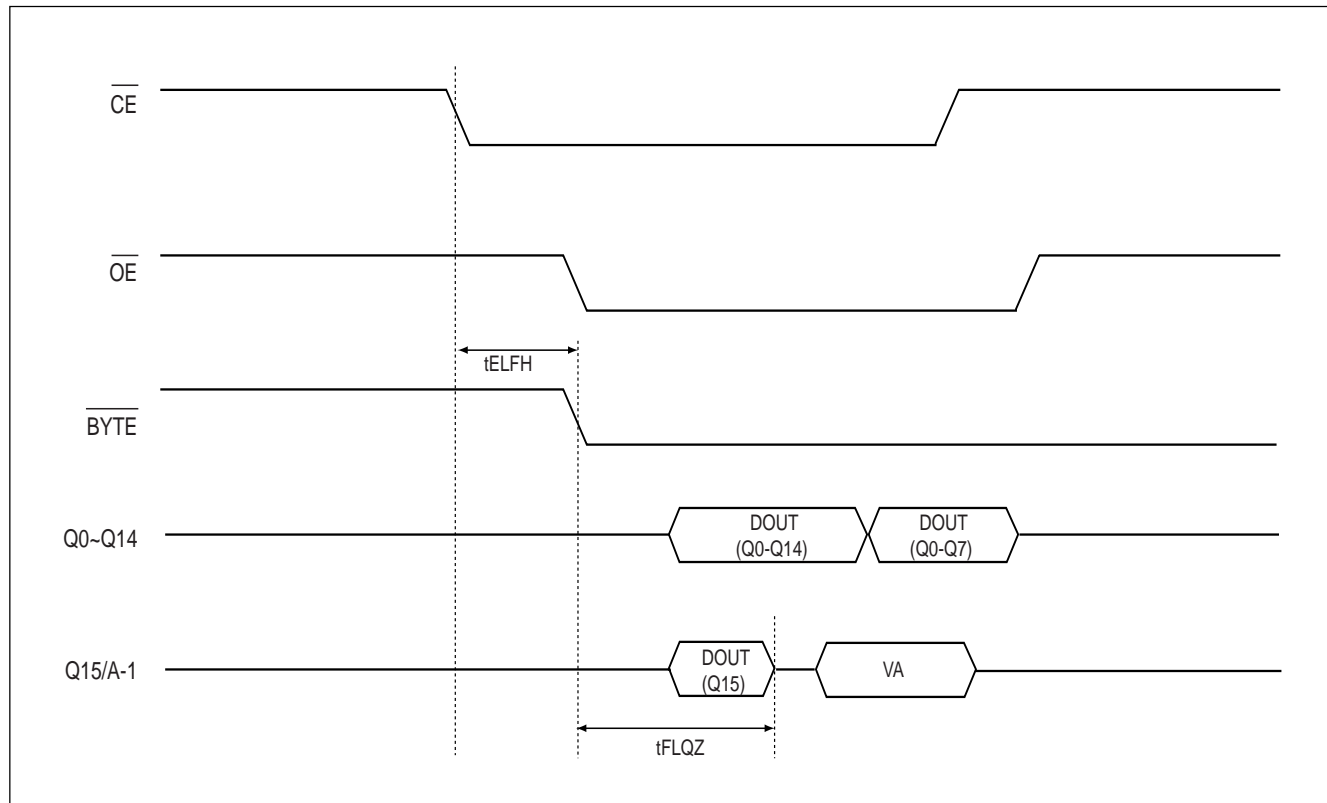 CE
OE
tELFH
BYTE
Q0~Q14
DOUT
(Q0-Q14)
DOUT
(Q0-Q7)
Q15/A-1
DOUT
(Q15)
VA
tFLQZ